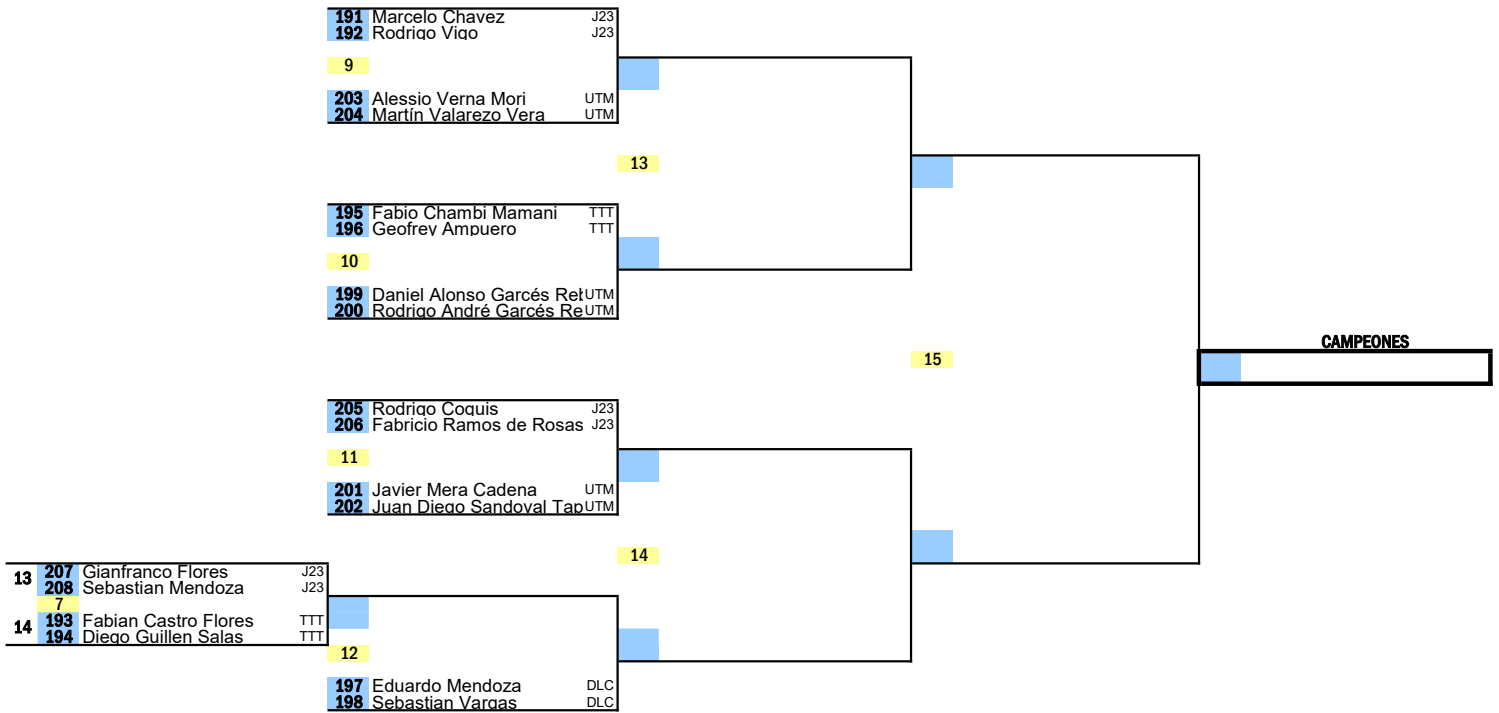 191 Marcelo Chavez J23
192 Rodrigo Vigo J23
9
203 Alessio Verna Mori UTM
204 Martín Valarezo Vera UTM
13
195 Fabio Chambi Mamani TTT
196 Geofrey Ampuero TTT
10
199 Daniel Alonso Garcés UTM
200 Rodrigo André Garcés Re UTM
CAMPEONES
15
205 Rodrigo Coquis J23
206 Fabricio Ramos de Rosas J23
11
201 Javier Mera Cadena UTM
202 Juan Diego Sandoval Tap UTM
14
13 207 Gianfranco Flores J23
208 Sebastian Mendoza J23
7
14 193 Fabian Castro Flores TTT
194 Diego Guillen Salas TTT
12
197 Eduardo Mendoza DLC
198 Sebastian Vargas DLC